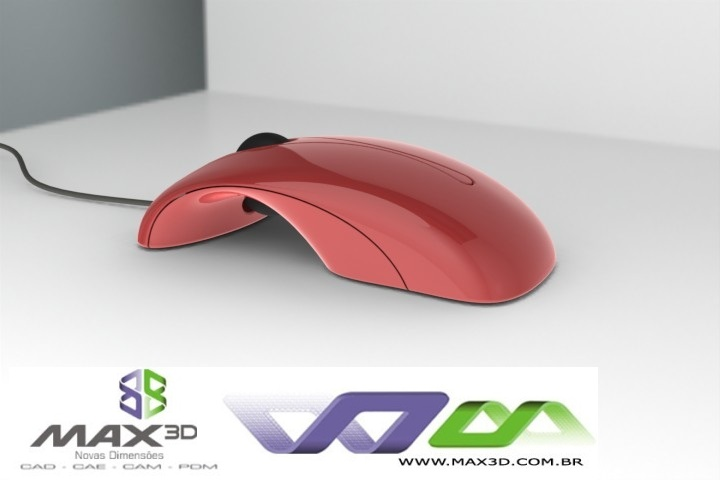 MAX3D
Novas Dimensões
CAD - CAE - CAM - PDM
WWW.MAX3D.COM.BR